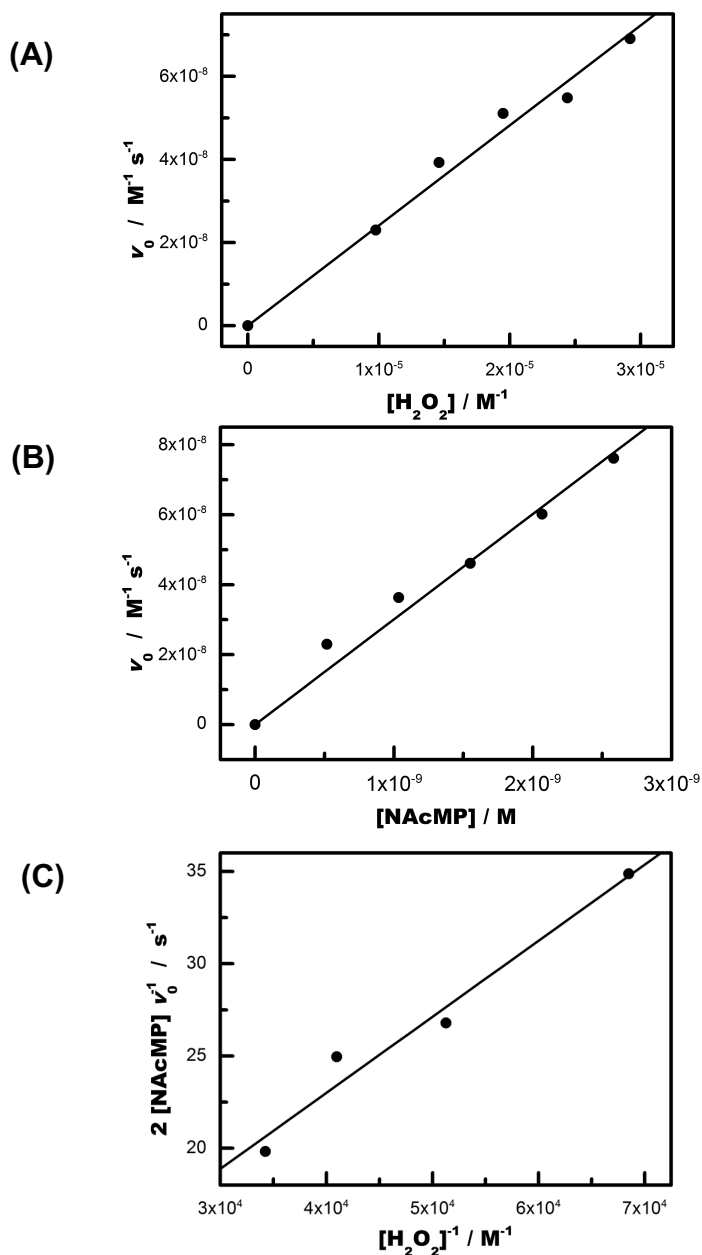 (A)
6x10⁻⁸
4x10⁻⁸
2x10⁻⁸
0
v₀ / M⁻¹ s⁻¹
0 1x10⁻⁵ 2x10⁻⁵ 3x10⁻⁵
[H₂O₂] / M⁻¹
(B)
8x10⁻⁸
6x10⁻⁸
4x10⁻⁸
2x10⁻⁸
0
v₀ / M⁻¹ s⁻¹
0 1x10⁻⁹ 2x10⁻⁹ 3x10⁻⁹
[NAcMP] / M
(C)
35
30
25
20
2 [NAcMP] v₀⁻¹ / s⁻¹
3x10⁴ 4x10⁴ 5x10⁴ 6x10⁴ 7x10⁴
[H₂O₂]⁻¹ / M⁻¹